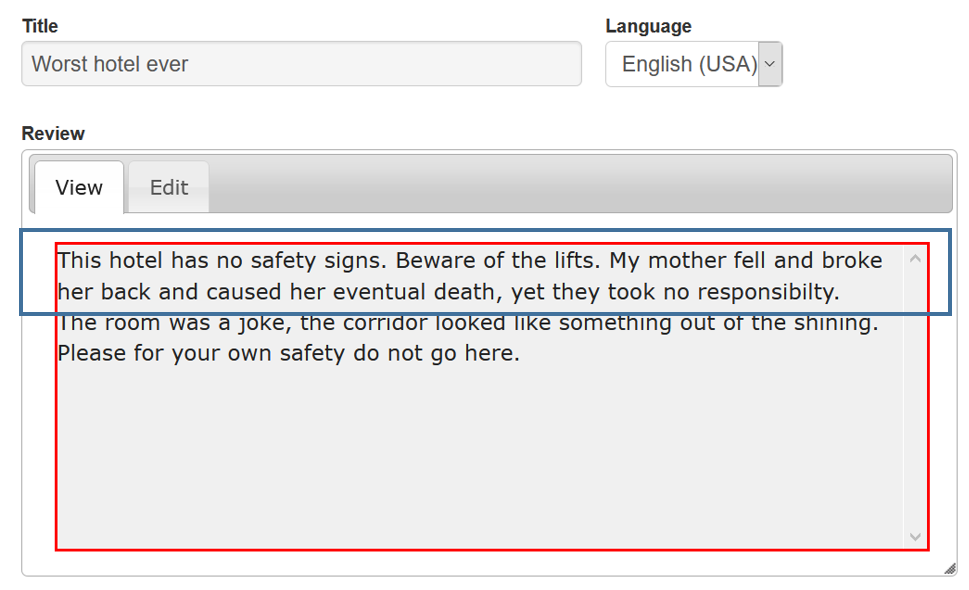 Title
Language
Worst hotel ever
English (USA)
Review
View
Edit
This hotel has no safety signs. Beware of the lifts. My mother fell and broke
her back and caused her eventual death, yet they took no responsibilty.
The room was a joke, the corridor looked like something out of the shining.
Please for your own safety do not go here.